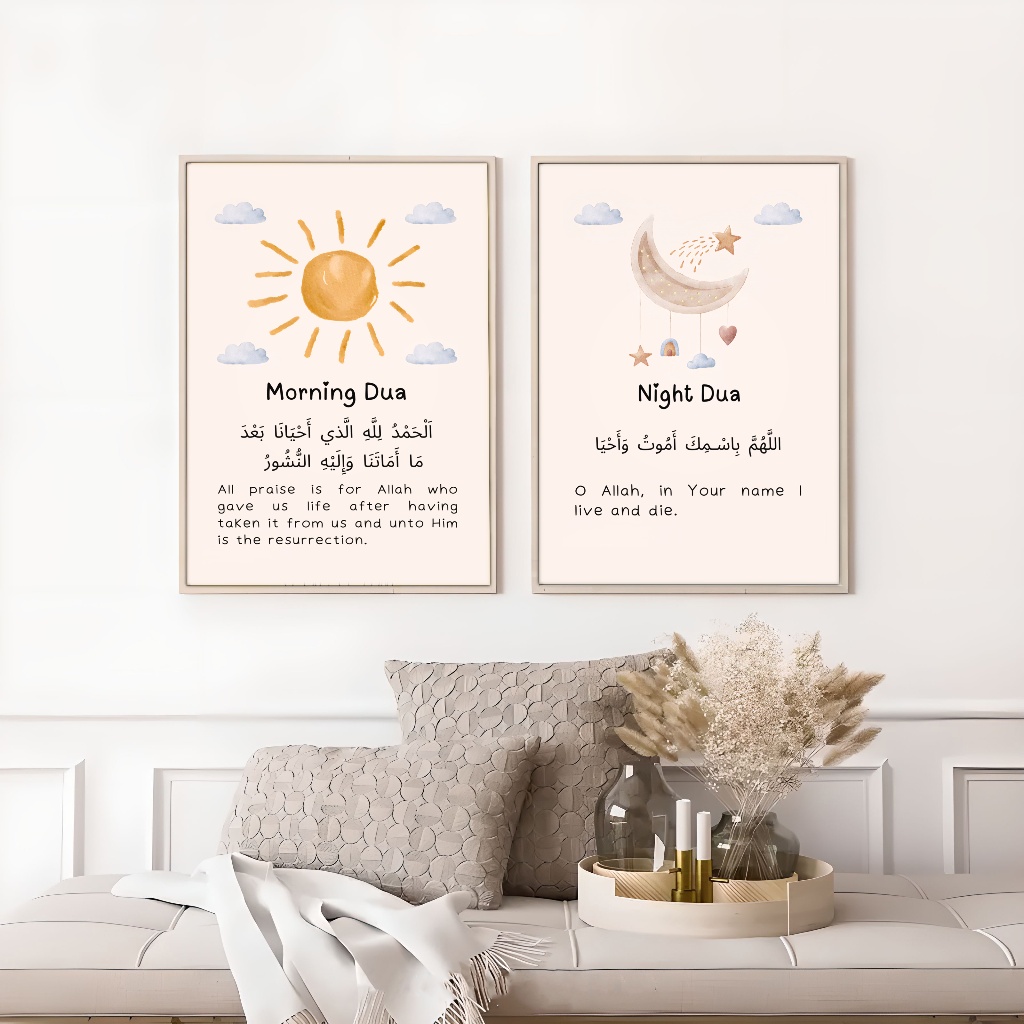 Morning Dua
اَلْحَمْدُ لِلَّهِ الَّذِي أَحْيَانَا بَعْدَ
مَا أَمَاتَنَا وَإِلَيْهِ النُّشُورُ
All praise is for Allah who
gave us life after having
taken it from us and unto Him
is the resurrection.
Night Dua
اللَّهُمَّ بِاسْمِكَ أَمُوتُ وَأَحْيَا
O Allah, in Your name I
live and die.